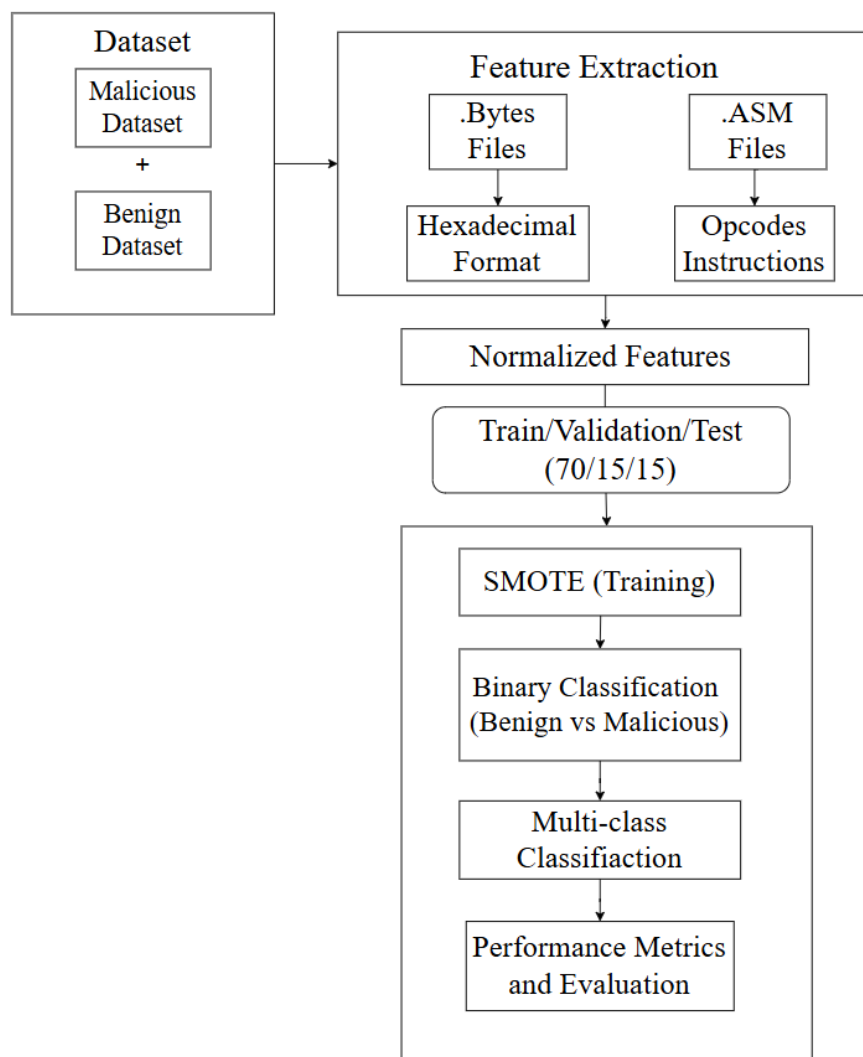 Dataset
Malicious
Dataset
+
Benign
Dataset
Feature Extraction
.Bytes
Files
.ASM
Files
Hexadecimal
Format
Opcodes
Instructions
Normalized Features
Train/Validation/Test
(70/15/15)
SMOTE (Training)
Binary Classification
(Benign vs Malicious)
Multi-class
Classifiaction
Performance Metrics
and Evaluation